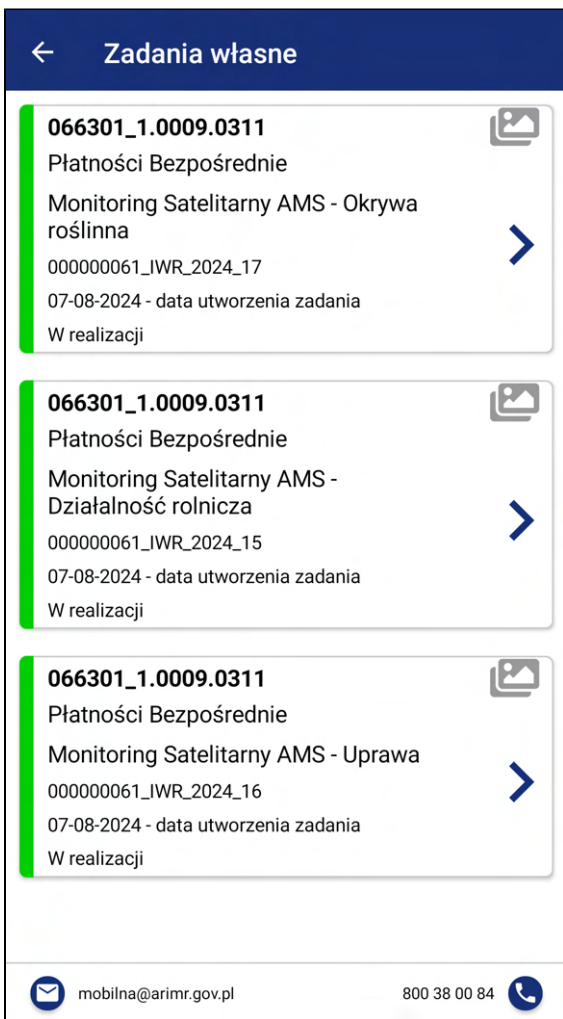 Zadania własne
066301_1.0009.0311
Płatności Bezpośrednie
Monitoring Satelitarny AMS - Okrywa
roślinna
000000061_IWR_2024_17
07-08-2024 - data utworzenia zadania
W realizacji
066301_1.0009.0311
Płatności Bezpośrednie
Monitoring Satelitarny AMS -
Działalność rolnicza
000000061_IWR_2024_15
07-08-2024 - data utworzenia zadania
W realizacji
066301_1.0009.0311
Płatności Bezpośrednie
Monitoring Satelitarny AMS - Uprawa
000000061_IWR_2024_16
07-08-2024 - data utworzenia zadania
W realizacji
mobilna@arimr.gov.pl 800 38 00 84